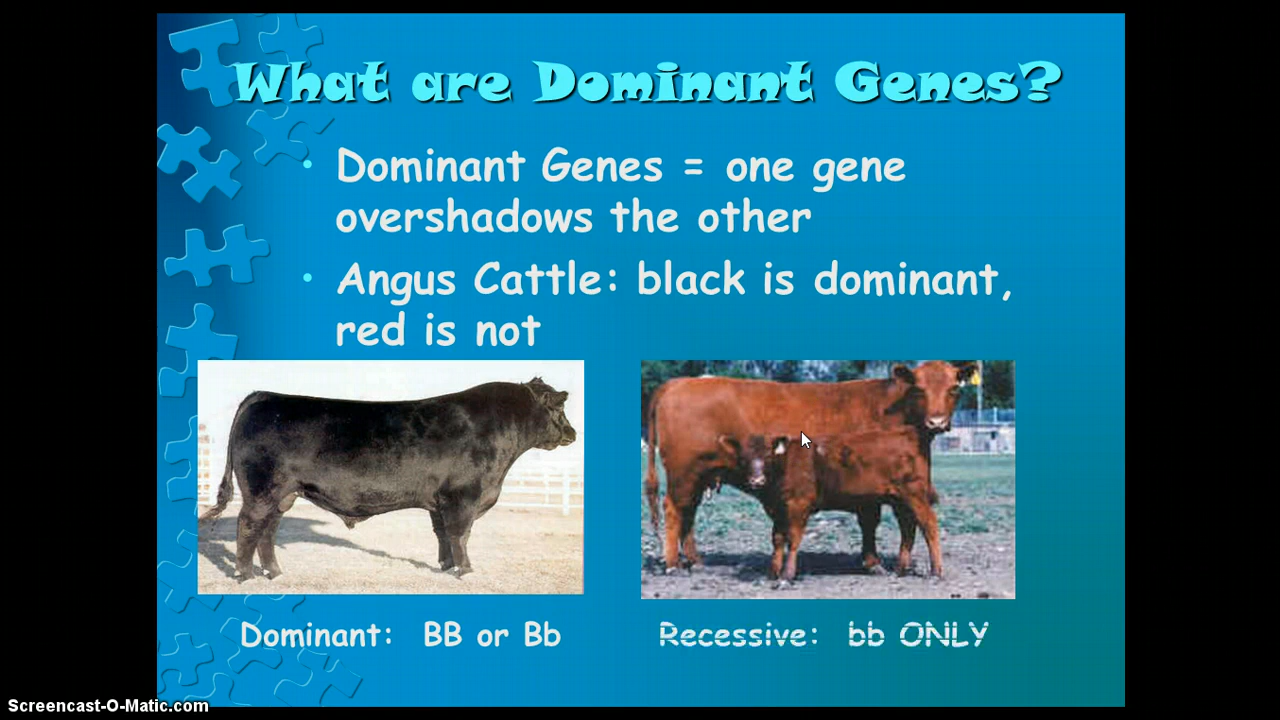 What are Dominant Genes?
• Dominant Genes = one gene
overshadows the other
• Angus Cattle: black is dominant,
red is not
Dominant: BB or Bb
Recessive: bb ONLY
Screencast-O-Matic.com